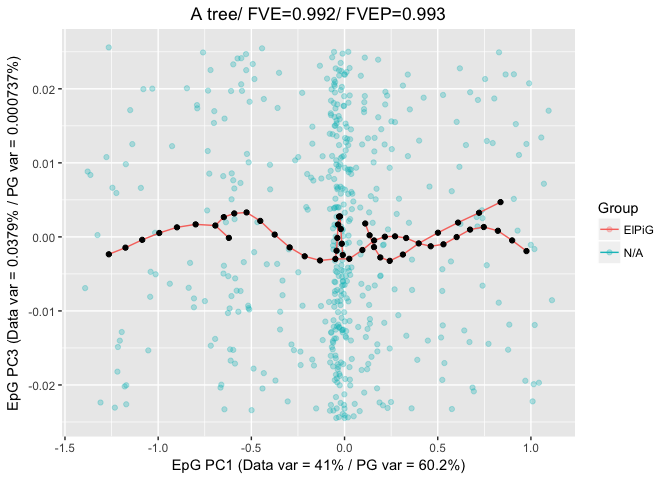 A tree/ FVE=0.992/ FVEP=0.993
EpG PC3 (Data var = 0.0379% / PG var = 0.000737%)
0.02
0.01
0.00
-0.01
-0.02
-1.5 -1.0 -0.5 0.0 0.5 1.0
EpG PC1 (Data var = 41% / PG var = 60.2%)
Group
ElPiG
N/A